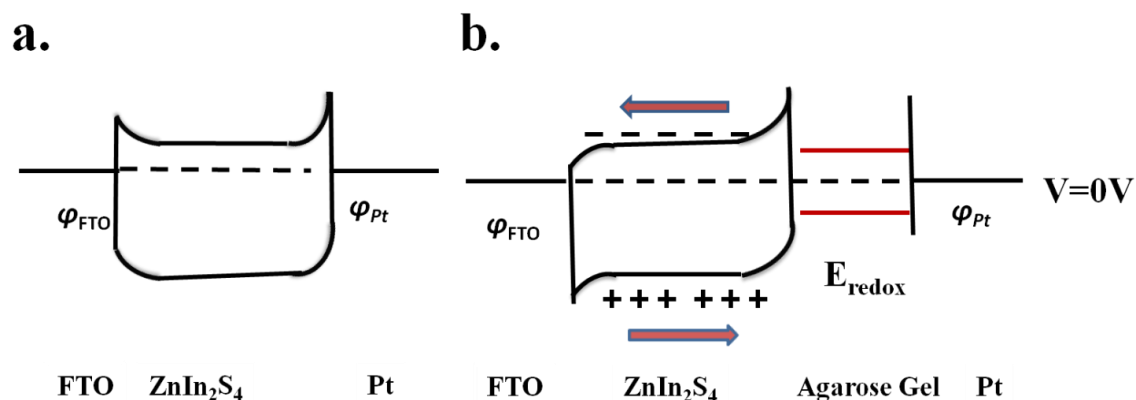 a.
φFTO
φPt
FTO ZnIn₂S₄ Pt
b.
φFTO
φPt
V=0V
Eredox
+ + + + + +
FTO ZnIn₂S₄ Agarose Gel Pt